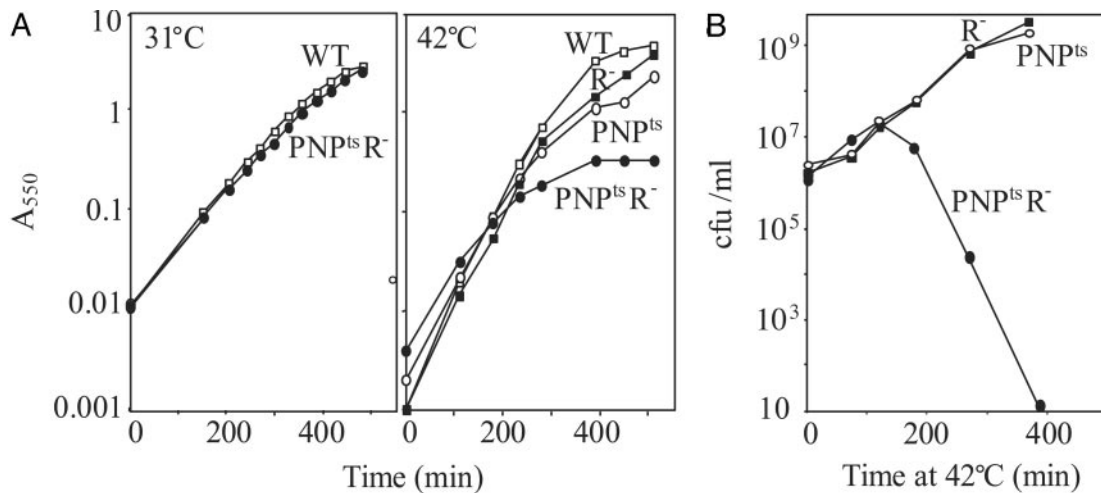 A
31°C
42°C
10
1
0.1
0.01
0.001
A550
WT
PNPtsR-
WT
R-
PNPts
PNPtsR-
0 200 400
0 200 400
Time (min)
B
10⁹
10⁷
10⁵
10³
10
cfu /ml
R-
PNPts
PNPtsR-
0 200 400
Time at 42°C (min)